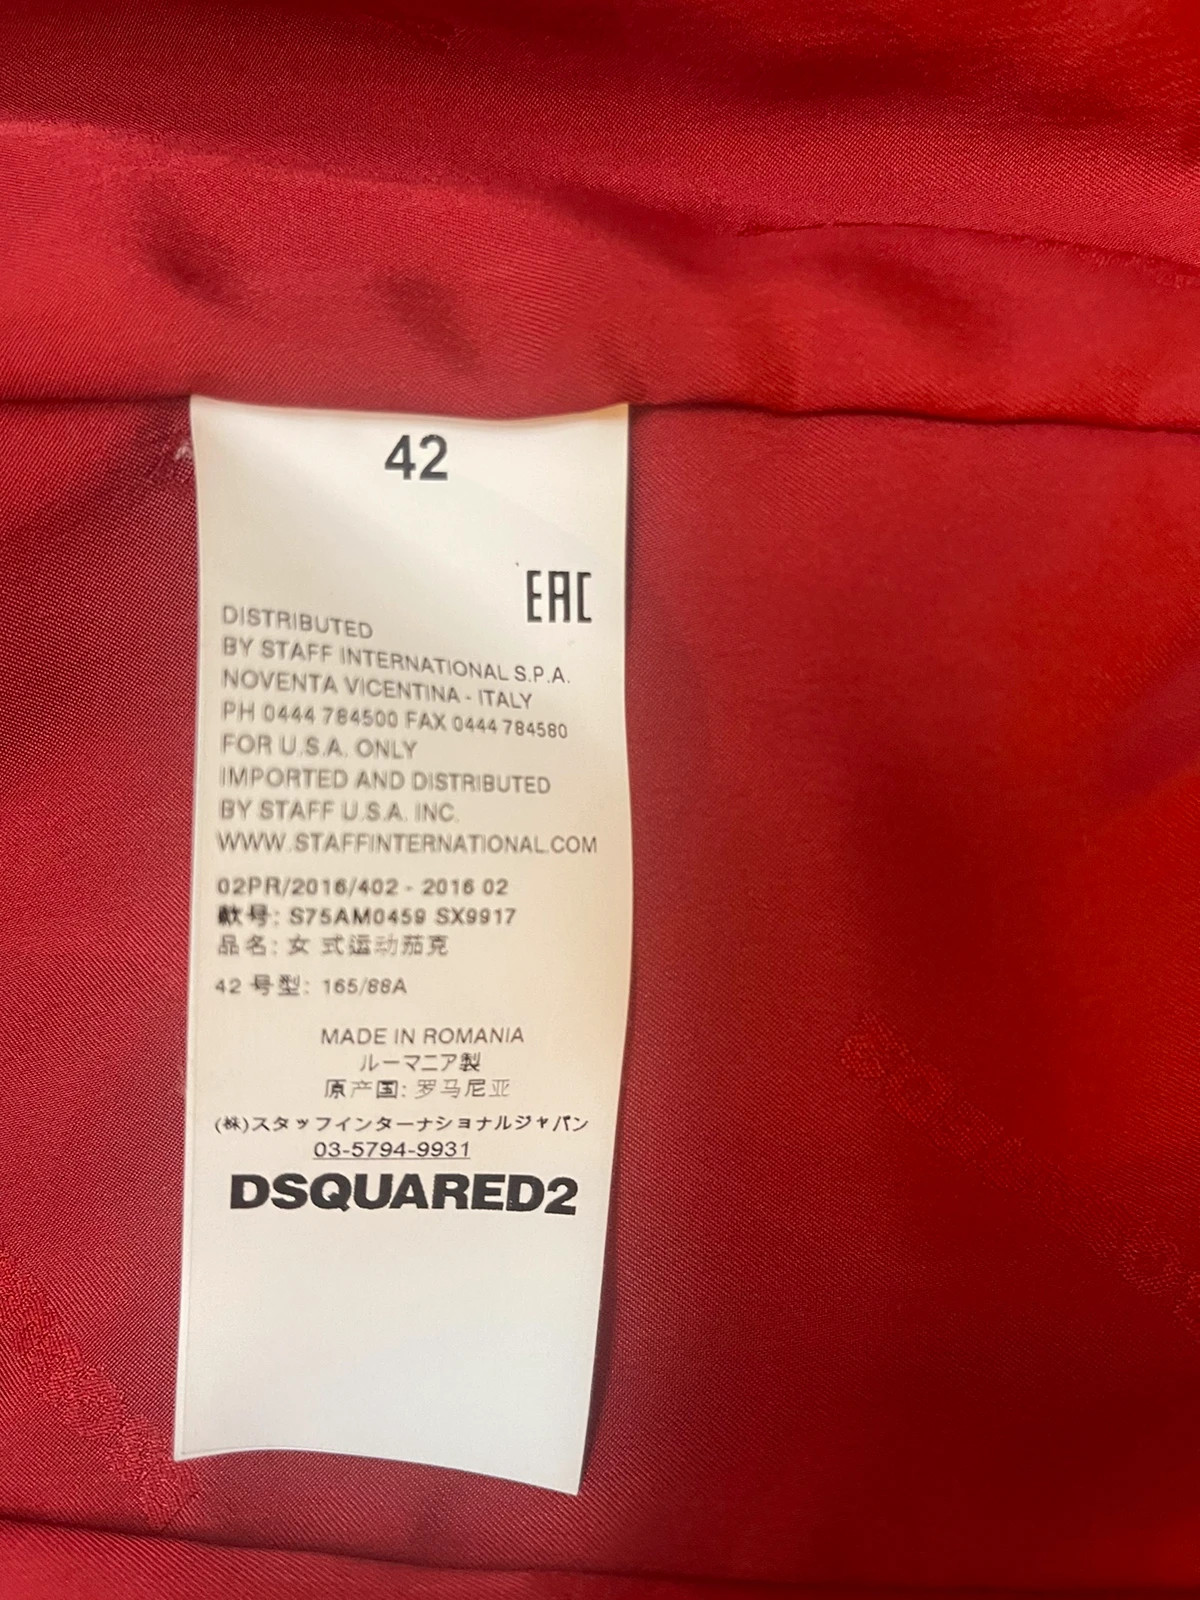 42
EAC
DISTRIBUTED
BY STAFF INTERNATIONAL S.P.A.
NOVENTA VICENTINA - ITALY
PH 0444 784500 FAX 0444 784580
FOR U.S.A. ONLY
IMPORTED AND DISTRIBUTED
BY STAFF U.S.A. INC.
WWW.STAFFINTERNATIONAL.COM
02PR/2016/402 - 2016 02
款号: S75AM0459 SX9917
品名: 女 式运动茄克
42 号型: 165/88A
MADE IN ROMANIA
ルーマニア製
原产国: 罗马尼亚
(株)スタッフインターナショナルジャパン
03-5794-9931
DSQUARED2